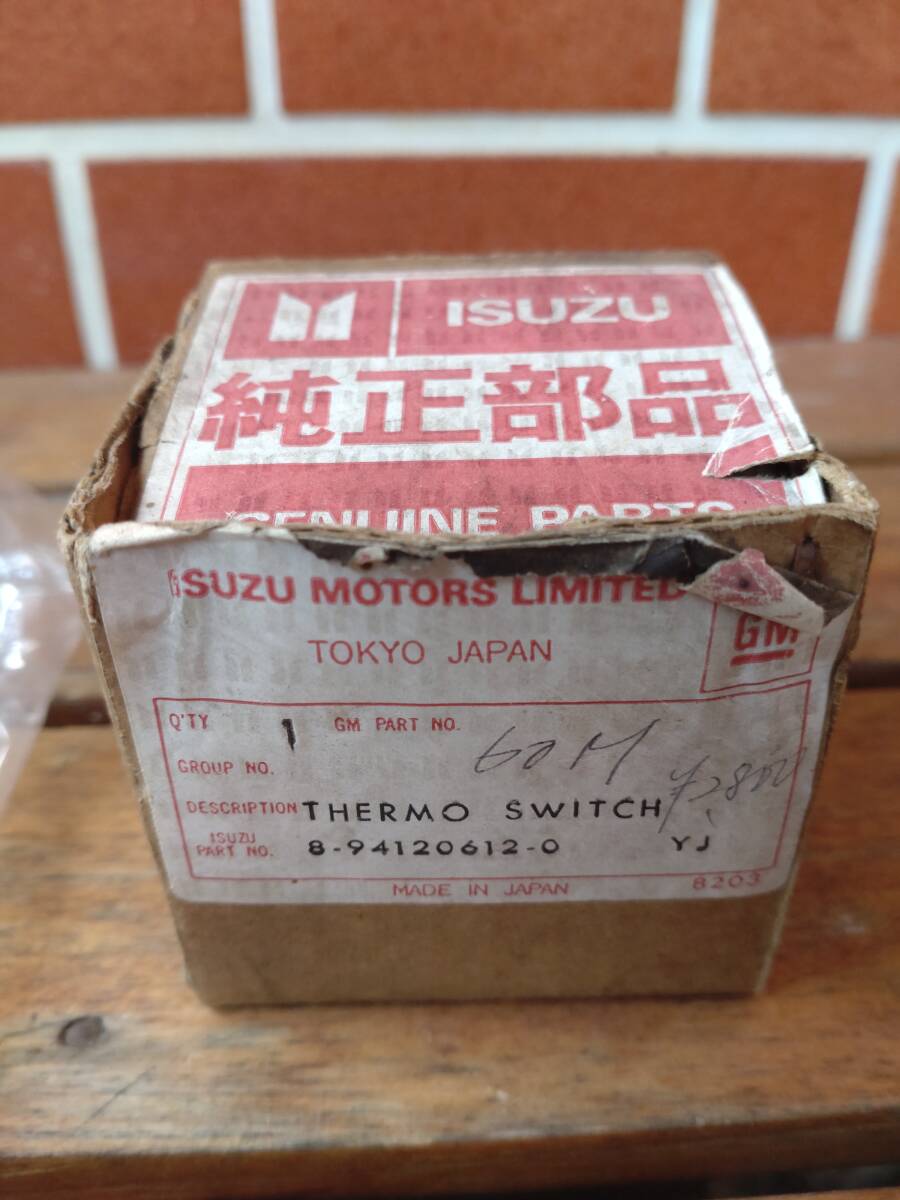 ISUZU
純正部品
GENUINE PARTS
ISUZU MOTORS LIMITED
GM
TOKYO JAPAN
Q'TY 1 GM PART NO.
GROUP NO. 60M
DESCRIPTION THERMO SWITCH
ISUZU
PART NO. 8-94120612-0 YJ
MADE IN JAPAN 8203